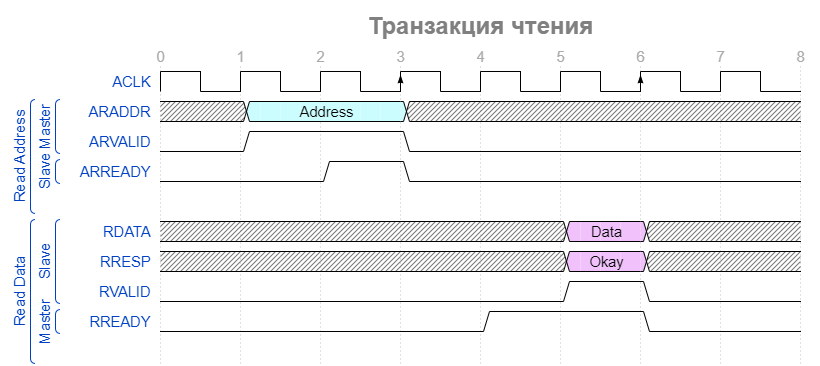 Транзакция чтения
0 1 2 3 4 5 6 7 8
ACLK
Read Address
Master
ARADDR Address
ARVALID
Slave
ARREADY
Read Data
Slave
RDATA Data
RRESP Okay
RVALID
Master
RREADY